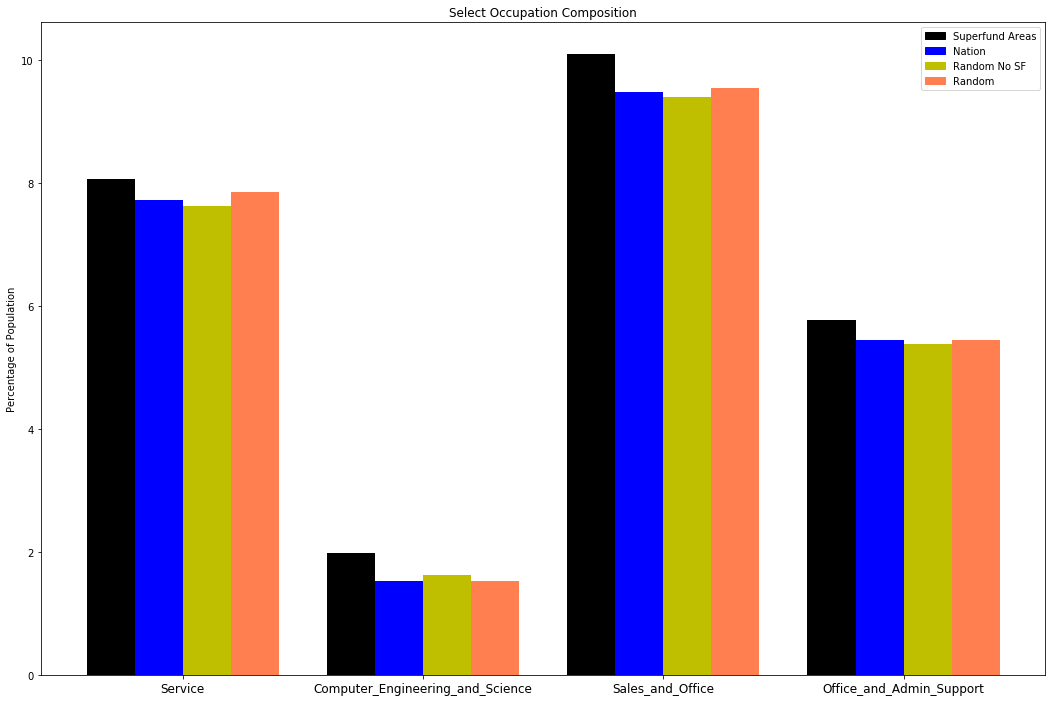 Select Occupation Composition
Superfund Areas
Nation
Random No SF
Random
Percentage of Population
10
8
6
4
2
0
Service
Computer_Engineering_and_Science
Sales_and_Office
Office_and_Admin_Support